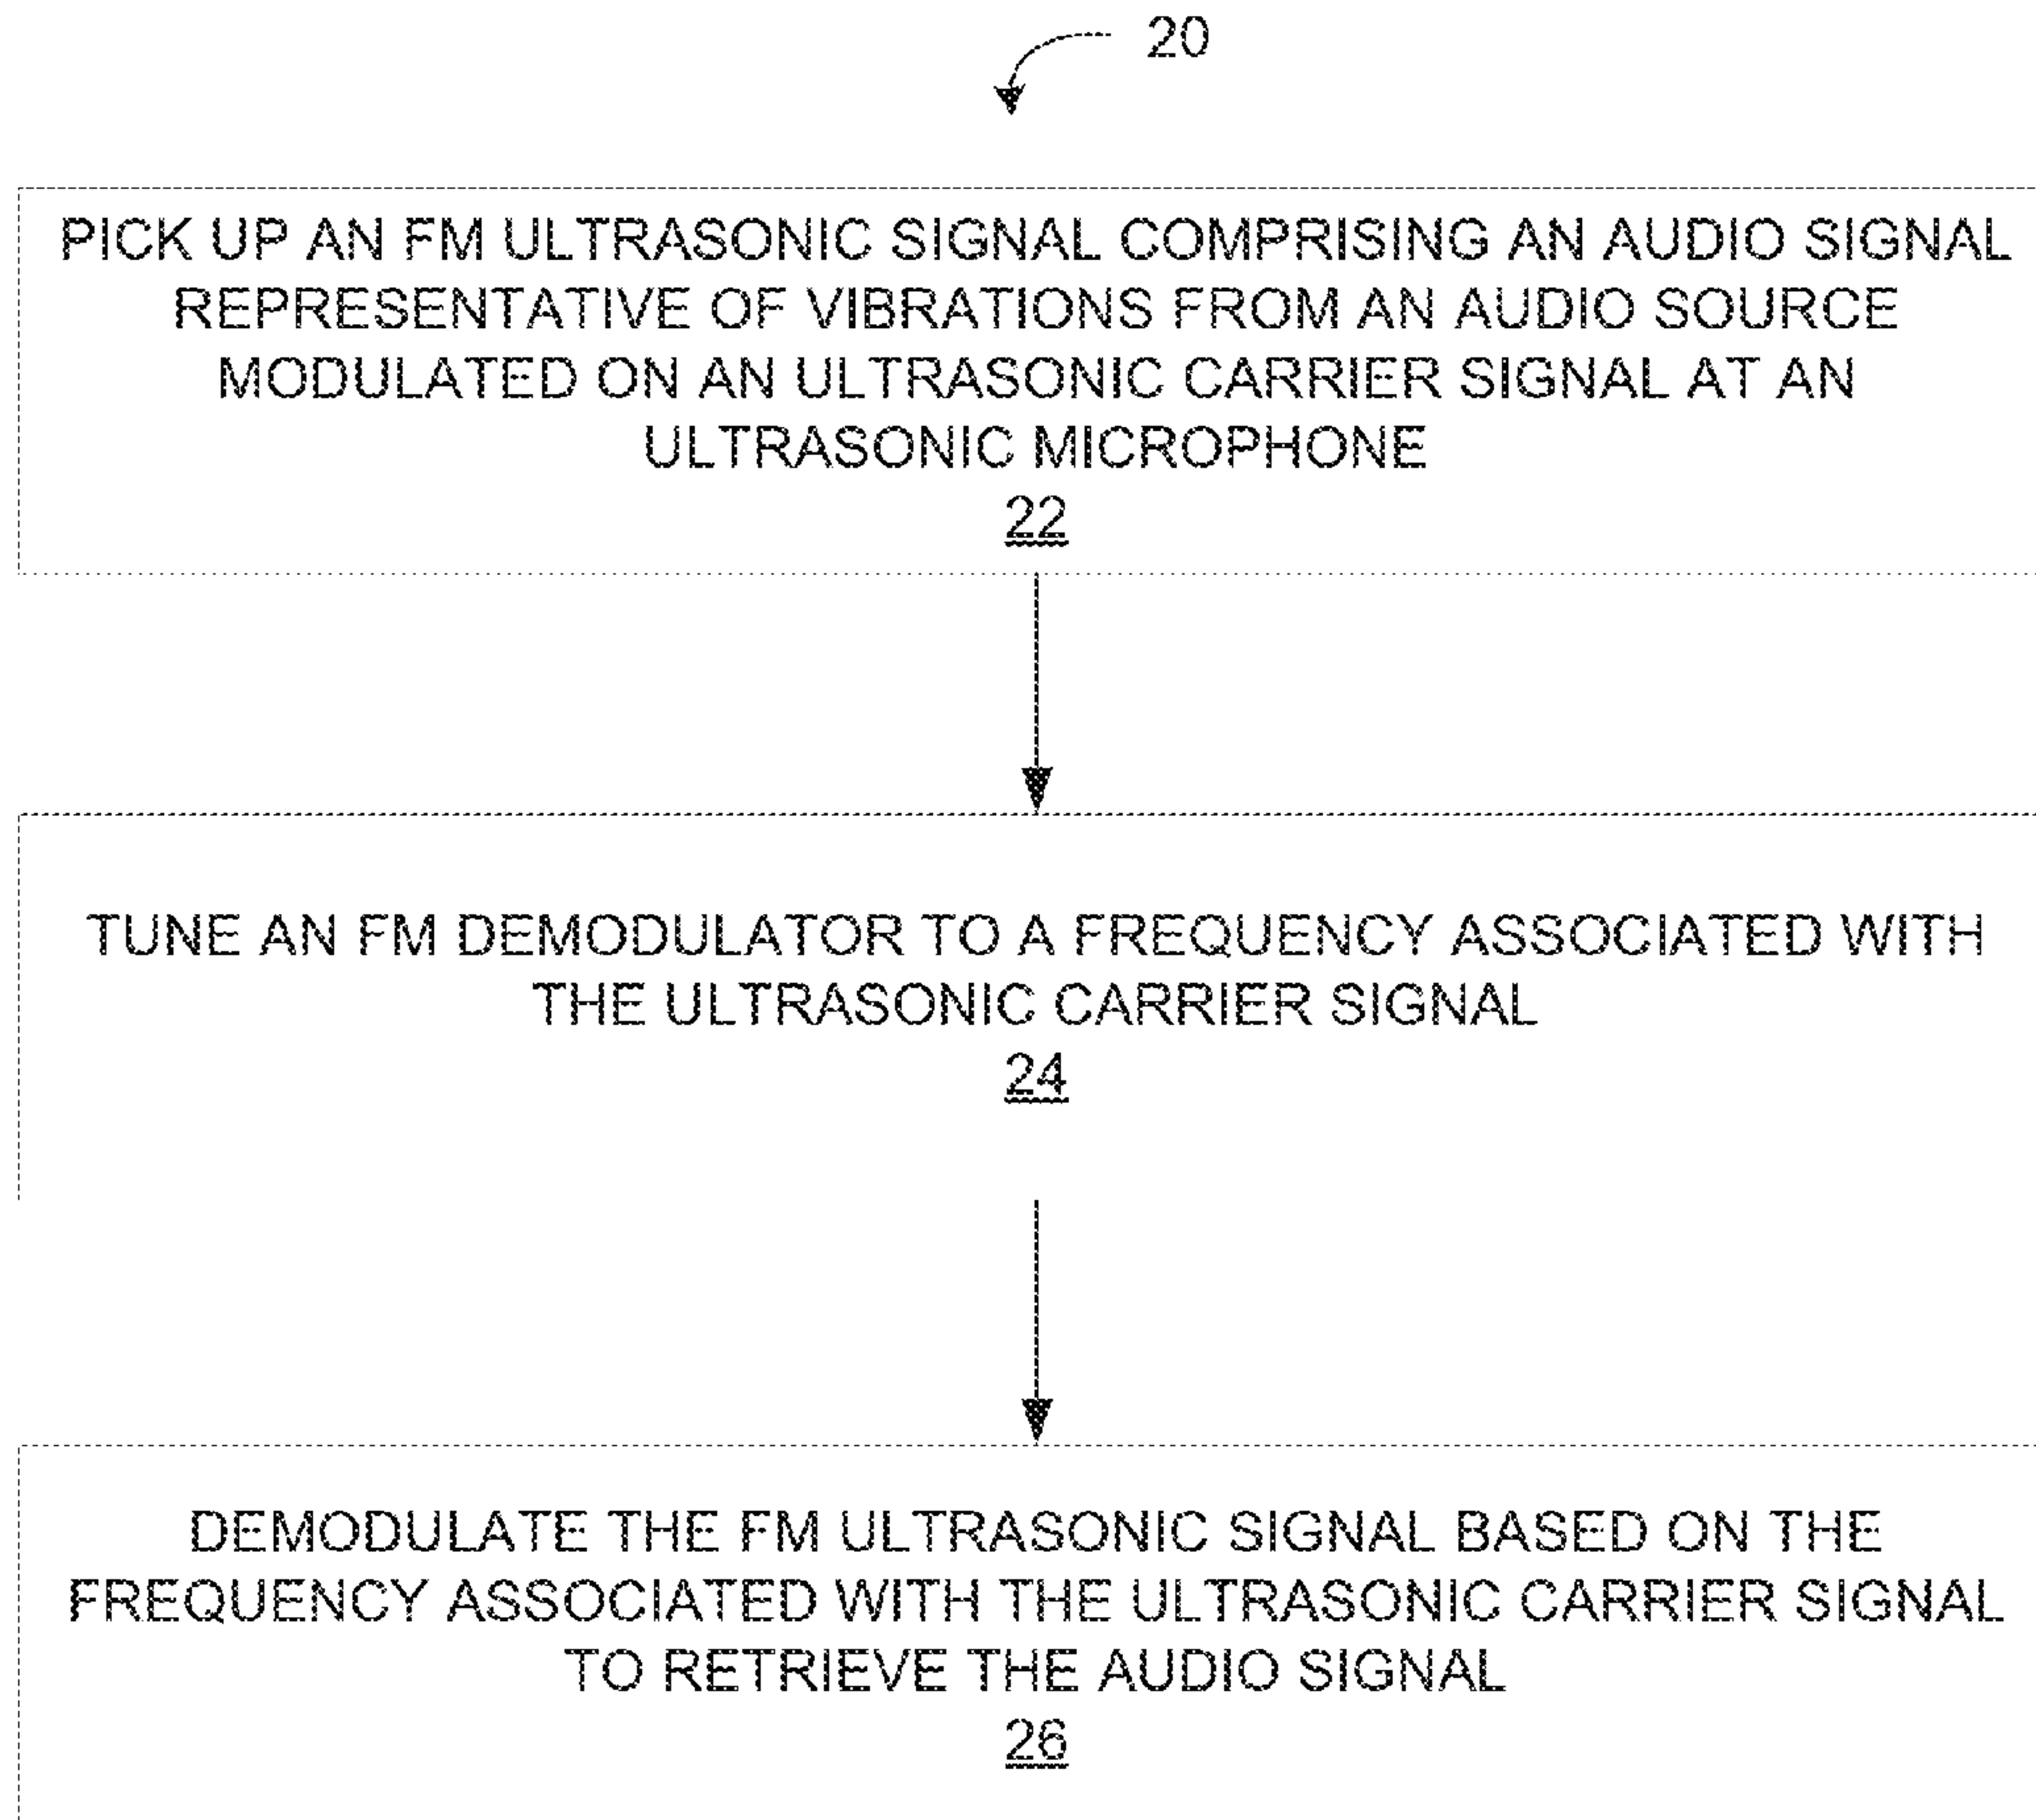 20
PICK UP AN FM ULTRASONIC SIGNAL COMPRISING AN AUDIO SIGNAL
REPRESENTATIVE OF VIBRATIONS FROM AN AUDIO SOURCE
MODULATED ON AN ULTRASONIC CARRIER SIGNAL AT AN
ULTRASONIC MICROPHONE
22
TUNE AN FM DEMODULATOR TO A FREQUENCY ASSOCIATED WITH
THE ULTRASONIC CARRIER SIGNAL
24
DEMODULATE THE FM ULTRASONIC SIGNAL BASED ON THE
FREQUENCY ASSOCIATED WITH THE ULTRASONIC CARRIER SIGNAL
TO RETRIEVE THE AUDIO SIGNAL
26